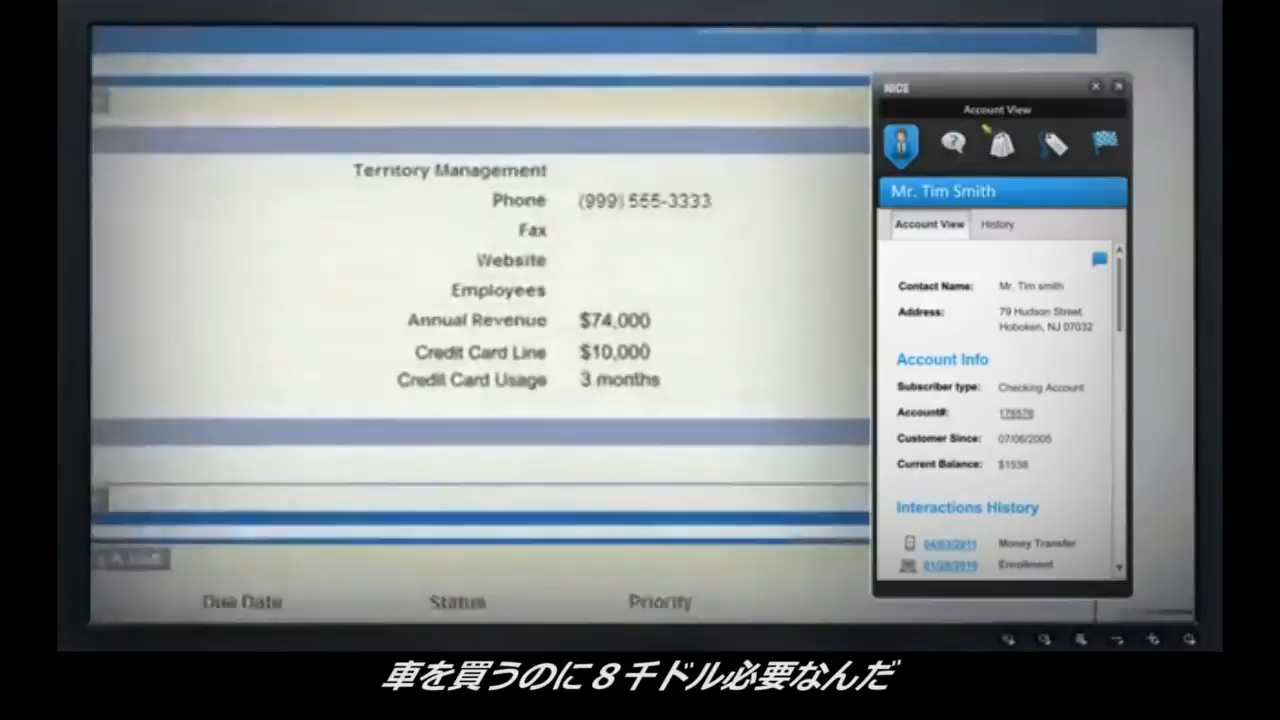 Territory Management
Phone (999) 555-3333
Fax
Website
Employees
Annual Revenue $74,000
Credit Card Line $10,000
Credit Card Usage 3 months
Due Date Status Priority
NICE
Account View
Mr. Tim Smith
Account View History
Contact Name: Mr. Tim smith
Address: 79 Hudson Street
Hoboken, NJ 07032
Account Info
Subscriber type: Checking Account
Account#: 176576
Customer Since: 07/06/2005
Current Balance: $1538
Interactions History
04/03/2011 Money Transfer
01/28/2010 Enrollment
車を買うのに８千ドル必要なんだ